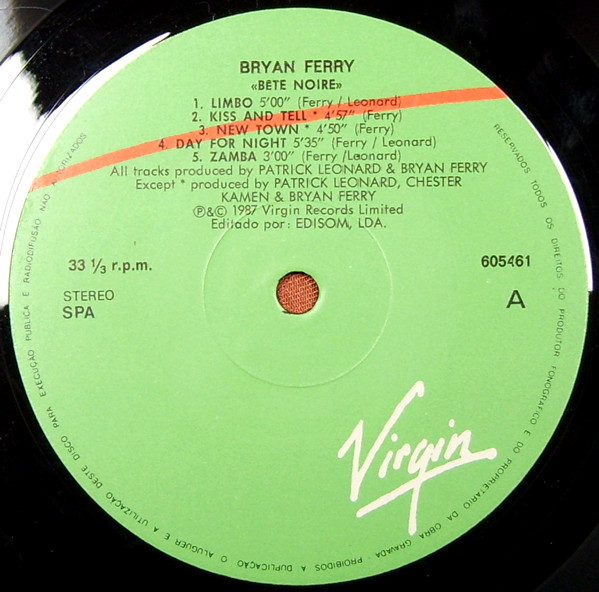 BRYAN FERRY
«BÊTE NOIRE»
1. LIMBO 5'00" (Ferry / Leonard)
2. KISS AND TELL * 4'57" (Ferry)
3. NEW TOWN * 4'50" (Ferry)
4. DAY FOR NIGHT 5'35" (Ferry / Leonard)
5. ZAMBA 3'00" (Ferry /Leonard)
All tracks produced by PATRICK LEONARD & BRYAN FERRY
Except * produced by PATRICK LEONARD, CHESTER
KAMEN & BRYAN FERRY
Ⓟ&© 1987 Virgin Records Limited
Editado por: EDISOM, LDA.
33 1/3 r.p.m.
605461
STEREO
SPA
A
Virgin
RESERVADOS TODOS OS DIREITOS DO PRODUTOR FONOGRÁFICO E DO PROPRIETÁRIO DA OBRA GRAVADA - PROIBIDOS A DUPLICAÇÃO O ALUGUER E A UTILIZAÇÃO DESTE DISCO PARA EXECUÇÃO PÚBLICA E RADIODIFUSÃO NÃO AUTORIZADOS